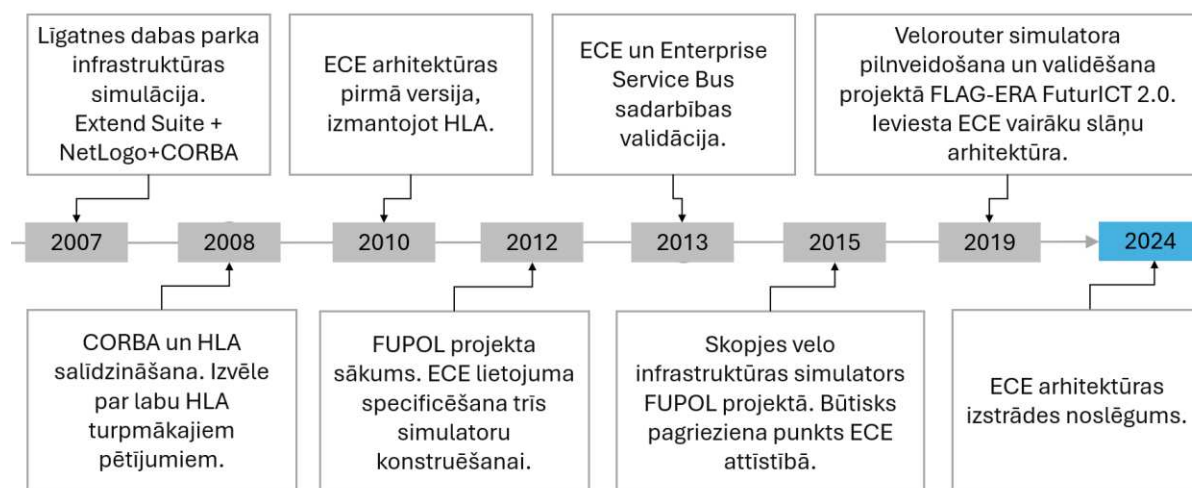 Līgatnes dabas parka
infrastruktūras
simulācija.
Extend Suite +
NetLogo+CORBA
ECE arhitektūras
pirmā versija,
izmantojot HLA.
ECE un Enterprise
Service Bus
sadarbības
validācija.
Velorouter simulatora
pilnveidošana un validēšana
projektā FLAG-ERA FuturICT 2.0.
Ieviesta ECE vairāku slāņu
arhitektūra.
2007
2008
2010
2012
2013
2015
2019
2024
CORBA un HLA
salīdzināšana. Izvēle
par labu HLA
turpmākajiem
pētījumiem.
FUPOL projekta
sākums. ECE lietojuma
specificēšana trīs
simulatoru
konstruēšanai.
Skopjes velo
infrastruktūras simulators
FUPOL projektā. Būtisks
pagrieziena punkts ECE
attīstībā.
ECE arhitektūras
izstrādes noslēgums.